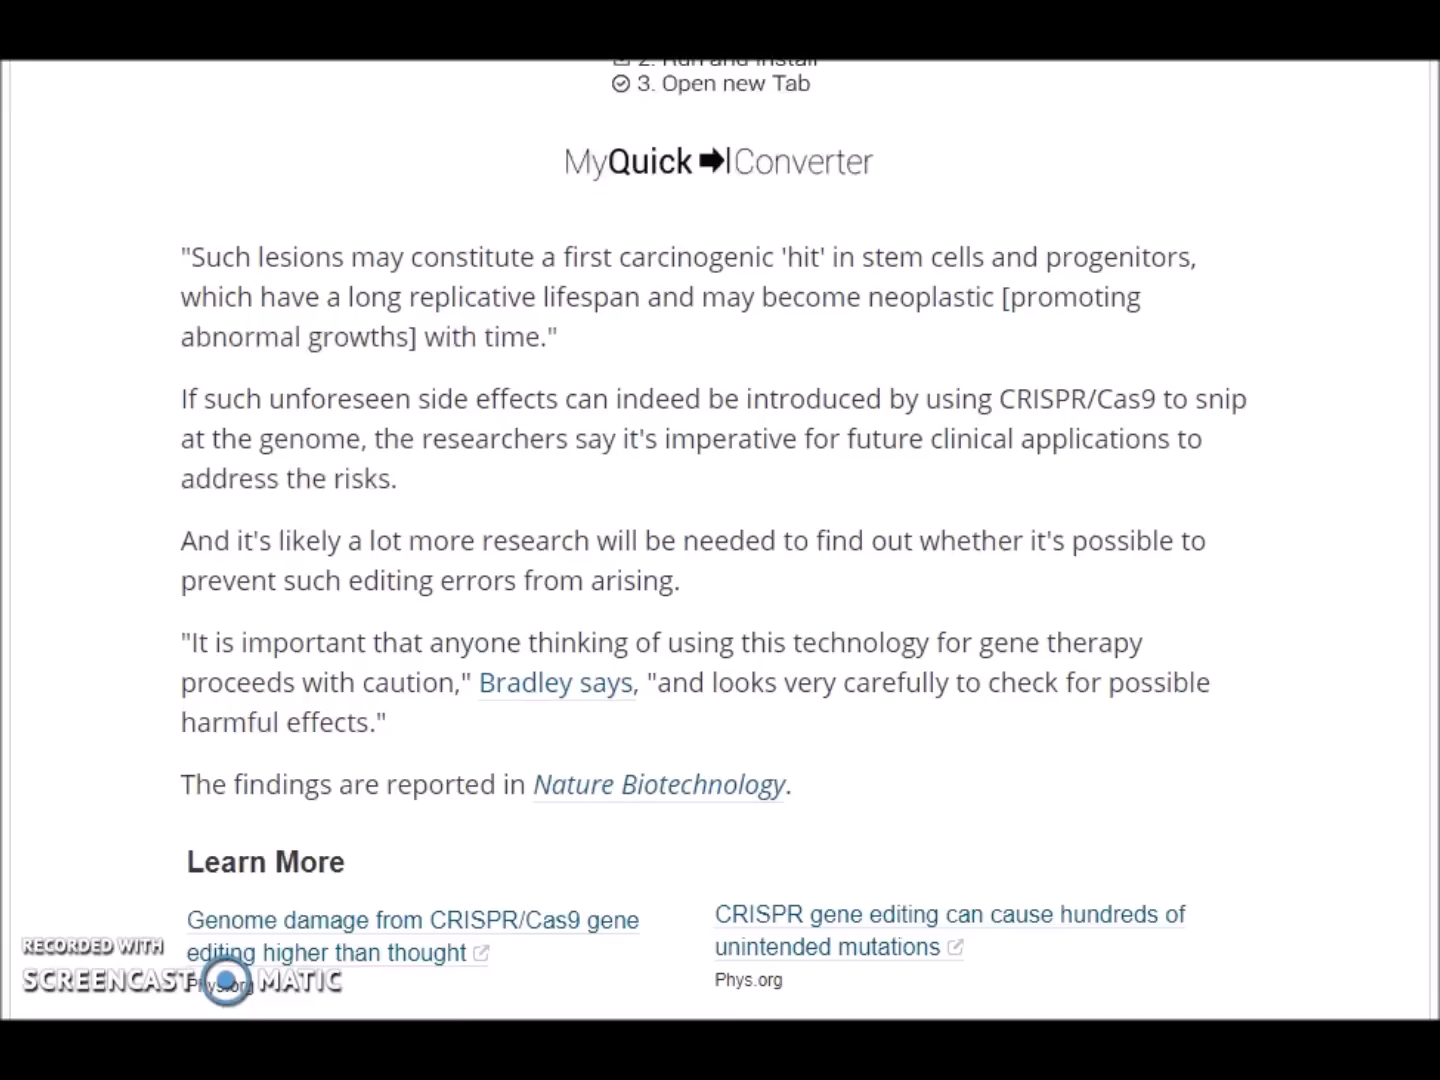 2. Run and Install
3. Open new Tab
MyQuick Converter
"Such lesions may constitute a first carcinogenic 'hit' in stem cells and progenitors,
which have a long replicative lifespan and may become neoplastic [promoting
abnormal growths] with time."
If such unforeseen side effects can indeed be introduced by using CRISPR/Cas9 to snip
at the genome, the researchers say it's imperative for future clinical applications to
address the risks.
And it's likely a lot more research will be needed to find out whether it's possible to
prevent such editing errors from arising.
"It is important that anyone thinking of using this technology for gene therapy
proceeds with caution," Bradley says, "and looks very carefully to check for possible
harmful effects."
The findings are reported in Nature Biotechnology.
Learn More
Genome damage from CRISPR/Cas9 gene
editing higher than thought
Phys.org
CRISPR gene editing can cause hundreds of
unintended mutations
Phys.org
RECORDED WITH
SCREENCAST MATIC